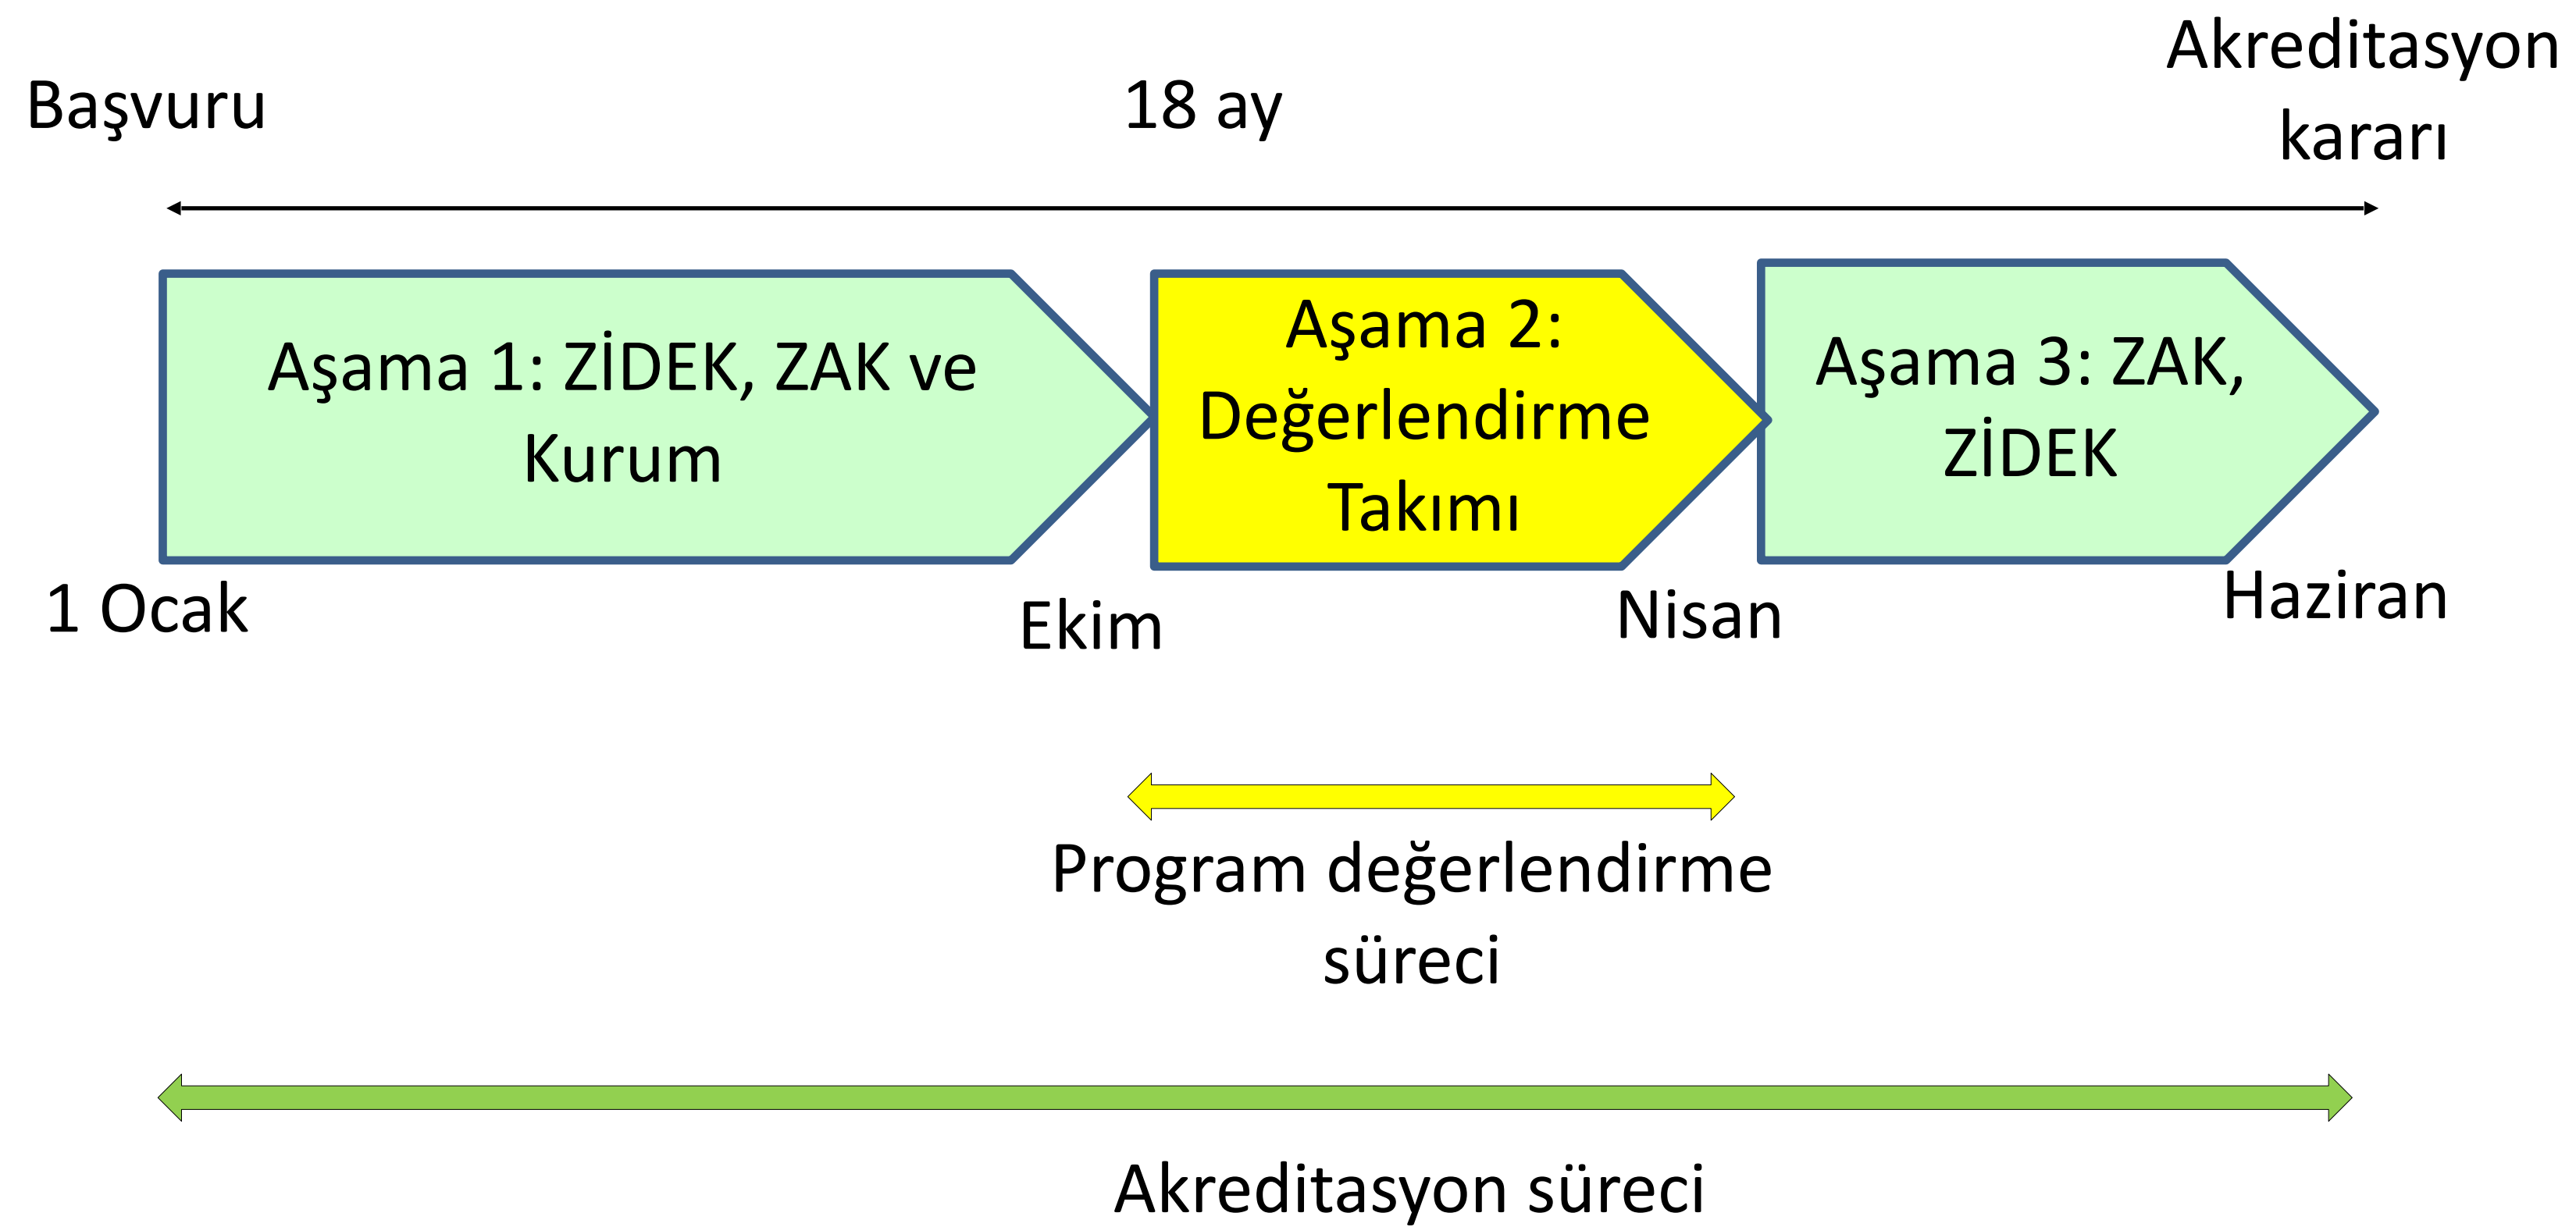 Başvuru
18 ay
Akreditasyon
kararı
Aşama 1: ZİDEK, ZAK ve
Kurum
Aşama 2:
Değerlendirme
Takımı
Aşama 3: ZAK,
ZİDEK
1 Ocak
Ekim
Nisan
Haziran
Program değerlendirme
süreci
Akreditasyon süreci